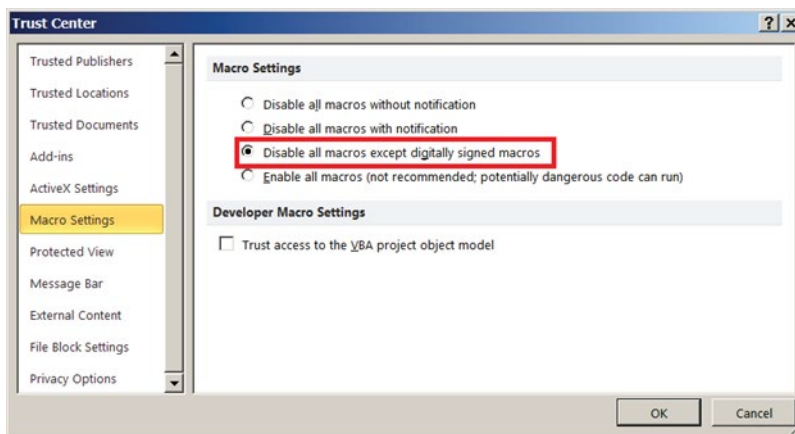 Trust Center
Trusted Publishers
Trusted Locations
Trusted Documents
Add-ins
ActiveX Settings
Macro Settings
Protected View
Message Bar
External Content
File Block Settings
Privacy Options
Macro Settings
Disable all macros without notification
Disable all macros with notification
Disable all macros except digitally signed macros
Enable all macros (not recommended; potentially dangerous code can run)
Developer Macro Settings
Trust access to the VBA project object model
OK
Cancel